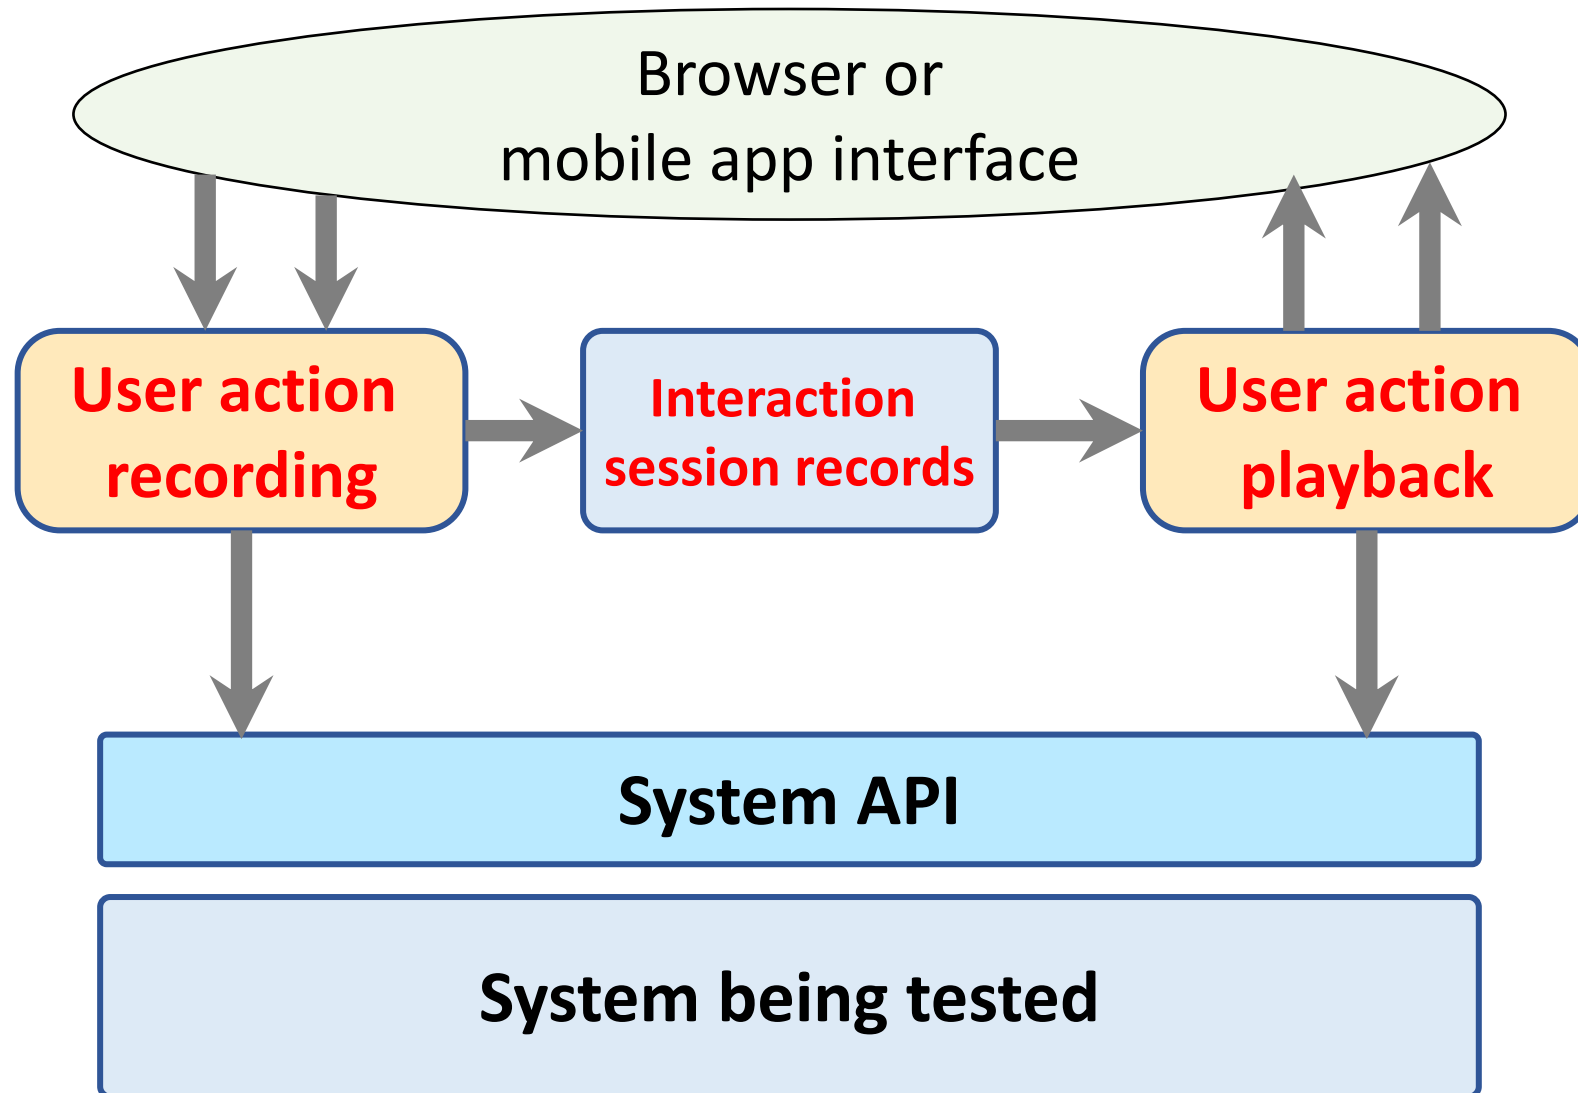 Browser or
mobile app interface
User action
recording
Interaction
session records
User action
playback
System API
System being tested